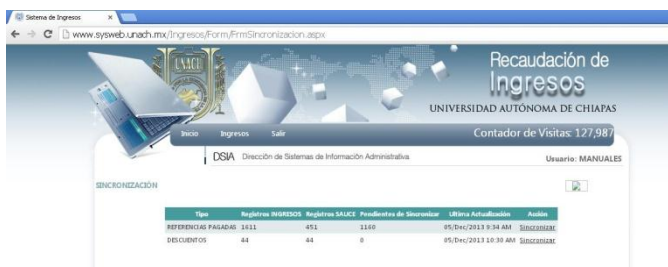 Sistema de Ingresos
www.sysweb.unach.mx/Ingresos/Form/FrmSincronizacion.aspx
UNACH
Recaudación de
Ingresos
UNIVERSIDAD AUTÓNOMA DE CHIAPAS
Inicio Ingresos Salir Contador de Visitas: 127,987
DSIA Dirección de Sistemas de Información Administrativa Usuario: MANUALES
SINCRONIZACIÓN
Tipo Registros INGRESOS Registros SAUCE Pendientes de Sincronizar Ultima Actualización Acción
REFERENCIAS PAGADAS 1611 451 1160 05/Dec/2013 9:34 AM Sincronizar
DESCUENTOS 44 44 0 05/Dec/2013 10:30 AM Sincronizar